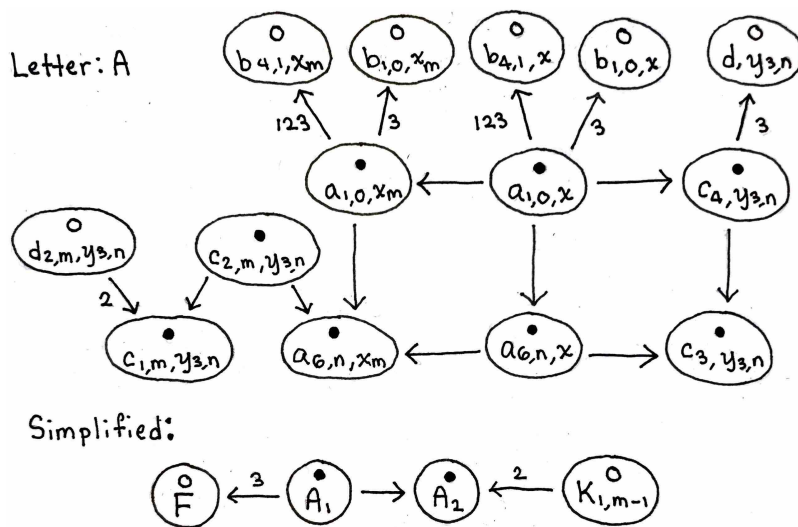 b4,1,xm b1,0,xm b4,1,x b1,0,x d,y3,n
Letter: A
123 3 123 3 3
a1,0,xm a1,0,x c4,y3,n
d2,m,y3,n c2,m,y3,n
2
c1,m,y3,n a6,n,xm a6,n,x c3,y3,n
Simplified:
F 3 A1 A2 2 K1,m-1